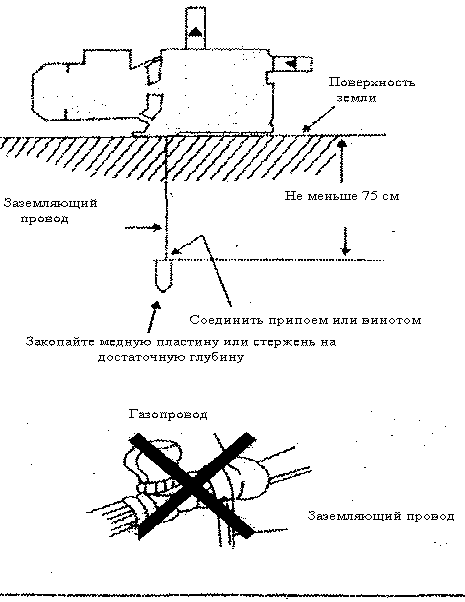 Поверхность
земли
Не меньше 75 см
Заземляющий
провод
Соединить припоем или винотом
Закопайте медную пластину или стержень на
достаточную глубину
Газопровод
Заземляющий провод